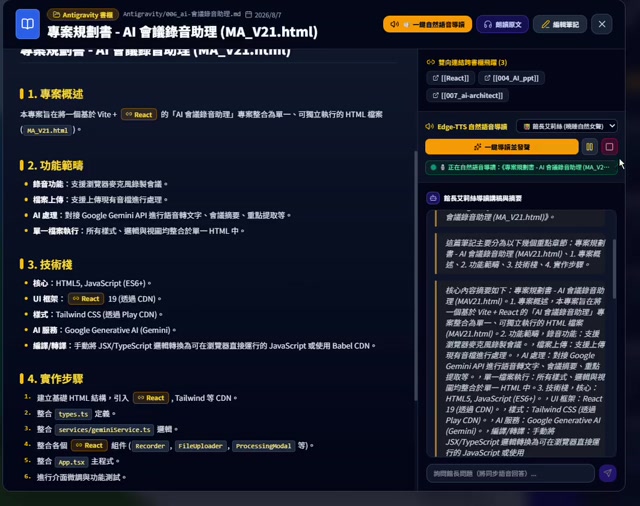 Antigravity 書櫃
Antigravity/006_ai-會議錄音助理.md
2026/8/7
專案規劃書 - AI 會議錄音助理 (MA_V21.html)
一鍵自然語音導讀
朗讀原文
編輯筆記
專案規劃書 - AI 會議錄音助理 (MA_V21.html)
1. 專案概述
本專案旨在將一個基於 Vite + React 的「AI 會議錄音助理」專案整合為單一、可獨立執行的 HTML 檔案
( MA_V21.html )。
2. 功能範疇
錄音功能：支援瀏覽器麥克風錄製會議。
檔案上傳：支援上傳現有音檔進行處理。
AI 處理：對接 Google Gemini API 進行語音轉文字、會議摘要、重點提取等。
單一檔案執行：所有樣式、邏輯與視圖均整合於單一 HTML 中。
3. 技術棧
核心：HTML5, JavaScript (ES6+)。
UI 框架： React 19 (透過 CDN)。
樣式：Tailwind CSS (透過 Play CDN)。
AI 服務：Google Generative AI (Gemini)。
編譯/轉譯：手動將 JSX/TypeScript 邏輯轉換為可在瀏覽器直接運行的 JavaScript 或使用 Babel CDN。
4. 實作步驟
1. 建立基礎 HTML 結構，引入 React , Tailwind 等 CDN。
2. 整合 types.ts 定義。
3. 整合 services/geminiService.ts 邏輯。
4. 整合各個 React 組件 ( Recorder , FileUploader , ProcessingModal 等)。
5. 整合 App.tsx 主程式。
6. 進行介面微調與功能測試。
雙向連結跨書櫃飛躍 (3)
[[React]]
[[004_AI_ppt]]
[[007_ai-architect]]
Edge-TTS 自然語音導讀
館長艾莉絲 (曉臻自然女聲)
一鍵導讀並發聲
正在自然語音導讀：《專案規劃書 - AI 會議錄音助理 (MA_V2⋯
館長艾莉絲導讀講稿與摘要
會議錄音助理 (MA_V21.html)》。
這篇筆記主要分為以下幾個重點章節：專案規劃
書 - AI 會議錄音助理 (MAV21.html)、1. 專案概
述、2. 功能範疇、3. 技術棧、4. 實作步驟。
核心內容摘要如下：專案規劃書 - AI 會議錄音助
理 (MAV21.html)。1. 專案概述，本專案旨在將
一個基於 Vite + React 的「AI 會議錄音助理」專
案整合為單一、可獨立執行的 HTML 檔案
(MAV21.html)。2. 功能範疇，錄音功能：支援
瀏覽器麥克風錄製會議。，檔案上傳：支援上傳
現有音檔進行處理。，AI 處理：對接 Google
Gemini API 進行語音轉文字、會議摘要、重點
提取等。，單一檔案執行：所有樣式、邏輯與視
圖均整合於單一 HTML 中。3. 技術棧，核心：
HTML5, JavaScript (ES6+)。，UI 框架：React
19 (透過 CDN)。，樣式：Tailwind CSS (透過
Play CDN)。，AI 服務：Google Generative AI
(Gemini)。，編譯/轉譯：手動將
JSX/TypeScript 邏輯轉換為可在瀏覽器直接運行
的 JavaScript 或使用
詢問館長問題（將同步語音回答）...